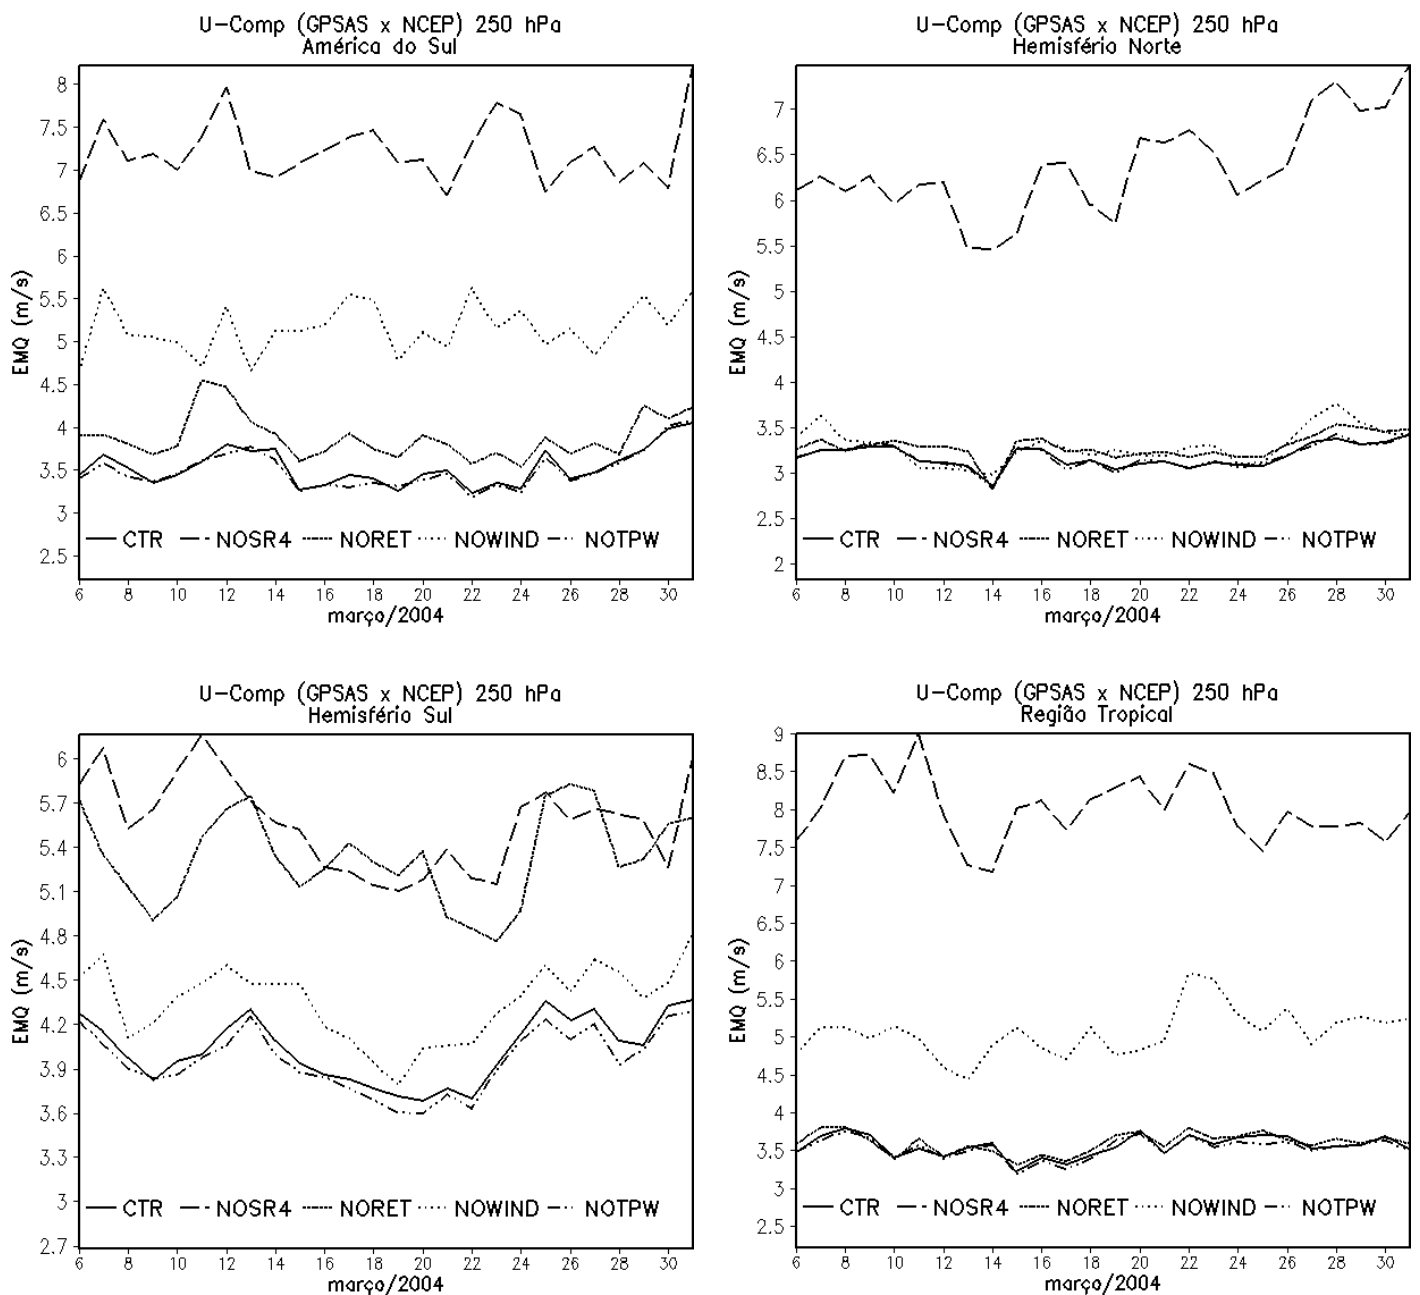 U-Comp (GPSAS x NCEP) 250 hPa
América do Sul
8
7.5
7
6.5
6
5.5
5
4.5
4
3.5
3
2.5
EMQ (m/s)
CTR NOSR4 NORET NOWIND NOTPW
6 8 10 12 14 16 18 20 22 24 26 28 30
março/2004
U-Comp (GPSAS x NCEP) 250 hPa
Hemisfério Norte
7
6.5
6
5.5
5
4.5
4
3.5
3
2.5
2
EMQ (m/s)
CTR NOSR4 NORET NOWIND NOTPW
6 8 10 12 14 16 18 20 22 24 26 28 30
março/2004
U-Comp (GPSAS x NCEP) 250 hPa
Hemisfério Sul
6
5.7
5.4
5.1
4.8
4.5
4.2
3.9
3.6
3.3
3
2.7
EMQ (m/s)
CTR NOSR4 NORET NOWIND NOTPW
6 8 10 12 14 16 18 20 22 24 26 28 30
março/2004
U-Comp (GPSAS x NCEP) 250 hPa
Região Tropical
9
8.5
8
7.5
7
6.5
6
5.5
5
4.5
4
3.5
3
2.5
EMQ (m/s)
CTR NOSR4 NORET NOWIND NOTPW
6 8 10 12 14 16 18 20 22 24 26 28 30
março/2004